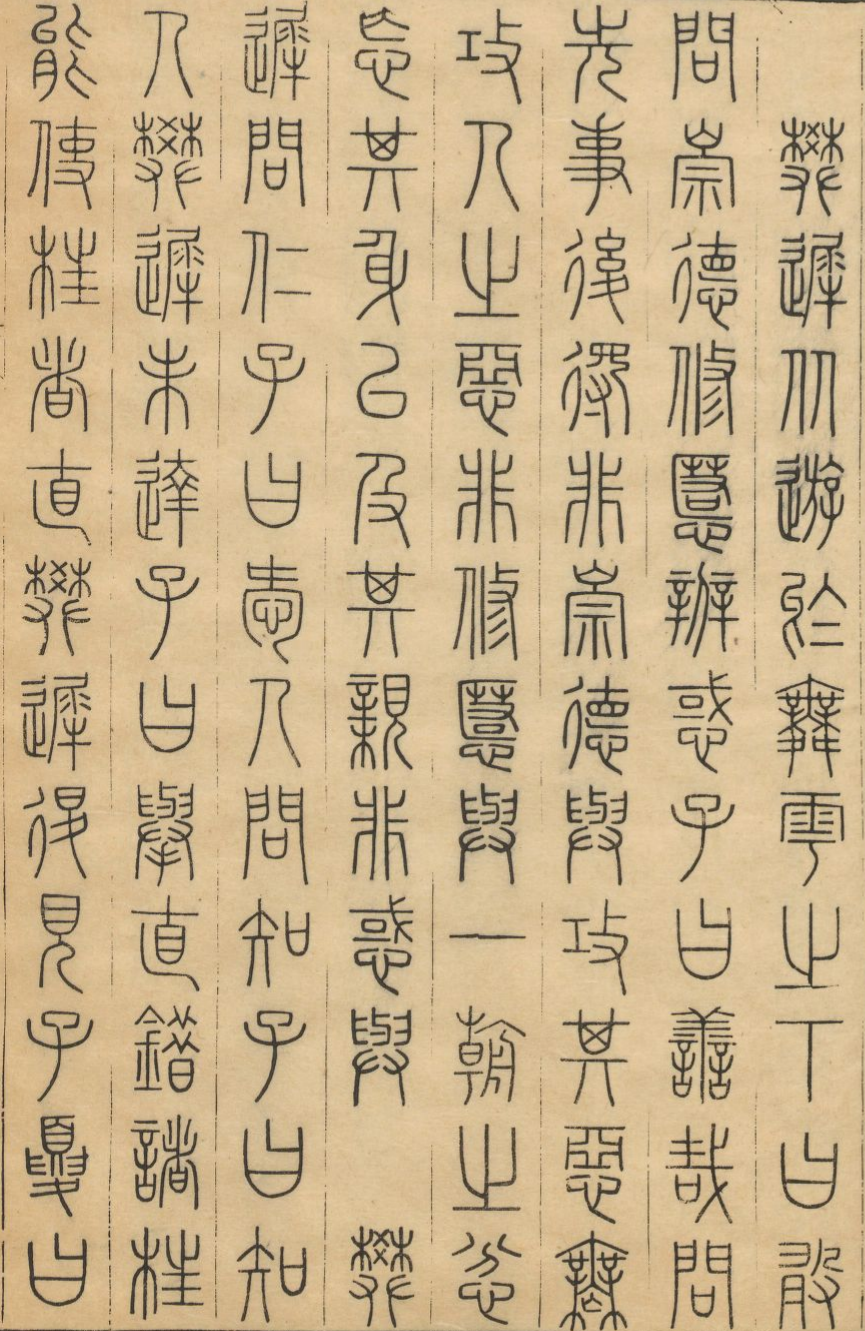 樊遲从遊於舞雩之下曰敢
問崇德修慝辨惑子曰善哉問
先事後得非崇德與攻其惡無
攻人之惡非修慝與一朝之忿
忘其身以及其親非惑與　樊
遲問仁子曰愛人問知子曰知
人樊遲未達子曰舉直錯諸枉
能使枉者直樊遲退見子夏曰